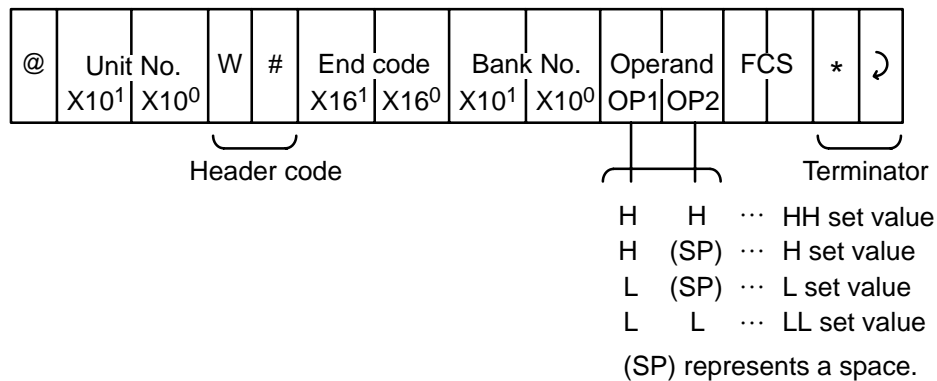 @ Unit No. W # End code Bank No. Operand FCS * ⤸
X10¹ X10⁰ X16¹ X16⁰ X10¹ X10⁰ OP1 OP2
Header code Terminator
H H ··· HH set value
H (SP) ··· H set value
L (SP) ··· L set value
L L ··· LL set value
(SP) represents a space.